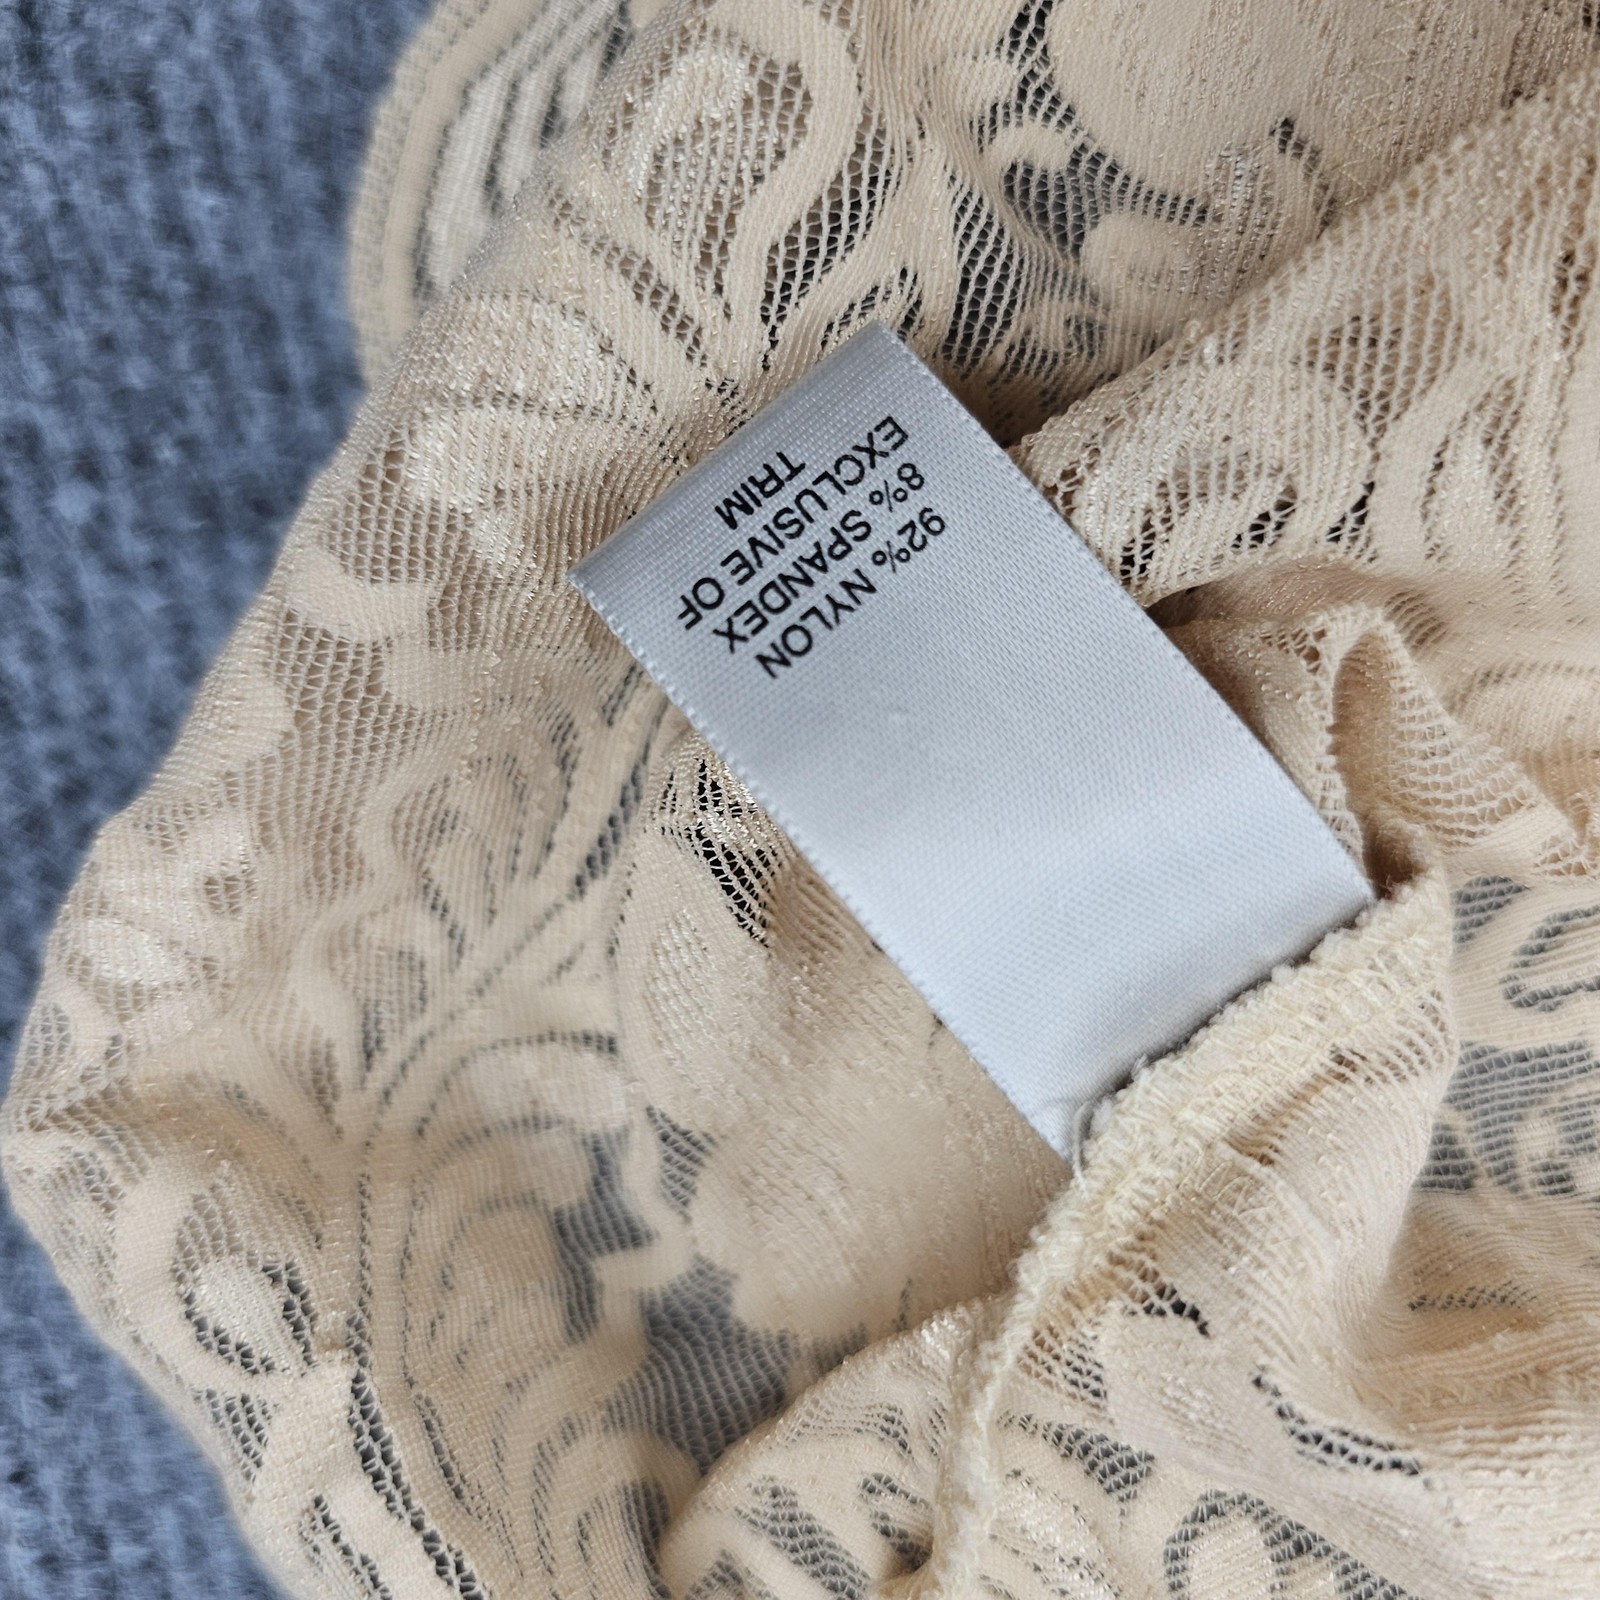 92% NYLON
8% SPANDEX
EXCLUSIVE OF
TRIM